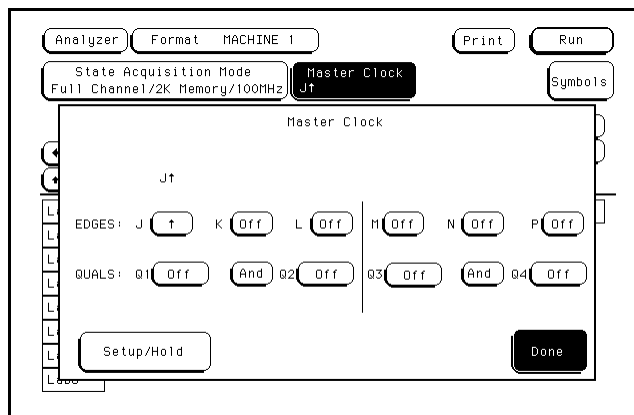 Analyzer Format MACHINE 1 Print Run
State Acquisition Mode
Full Channel/2K Memory/100MHz
Master Clock
J↑
Symbols
Master Clock
J↑
EDGES: J ↑ K Off L Off M Off N Off P Off
QUALS: Q1 Off And Q2 Off Q3 Off And Q4 Off
Setup/Hold Done